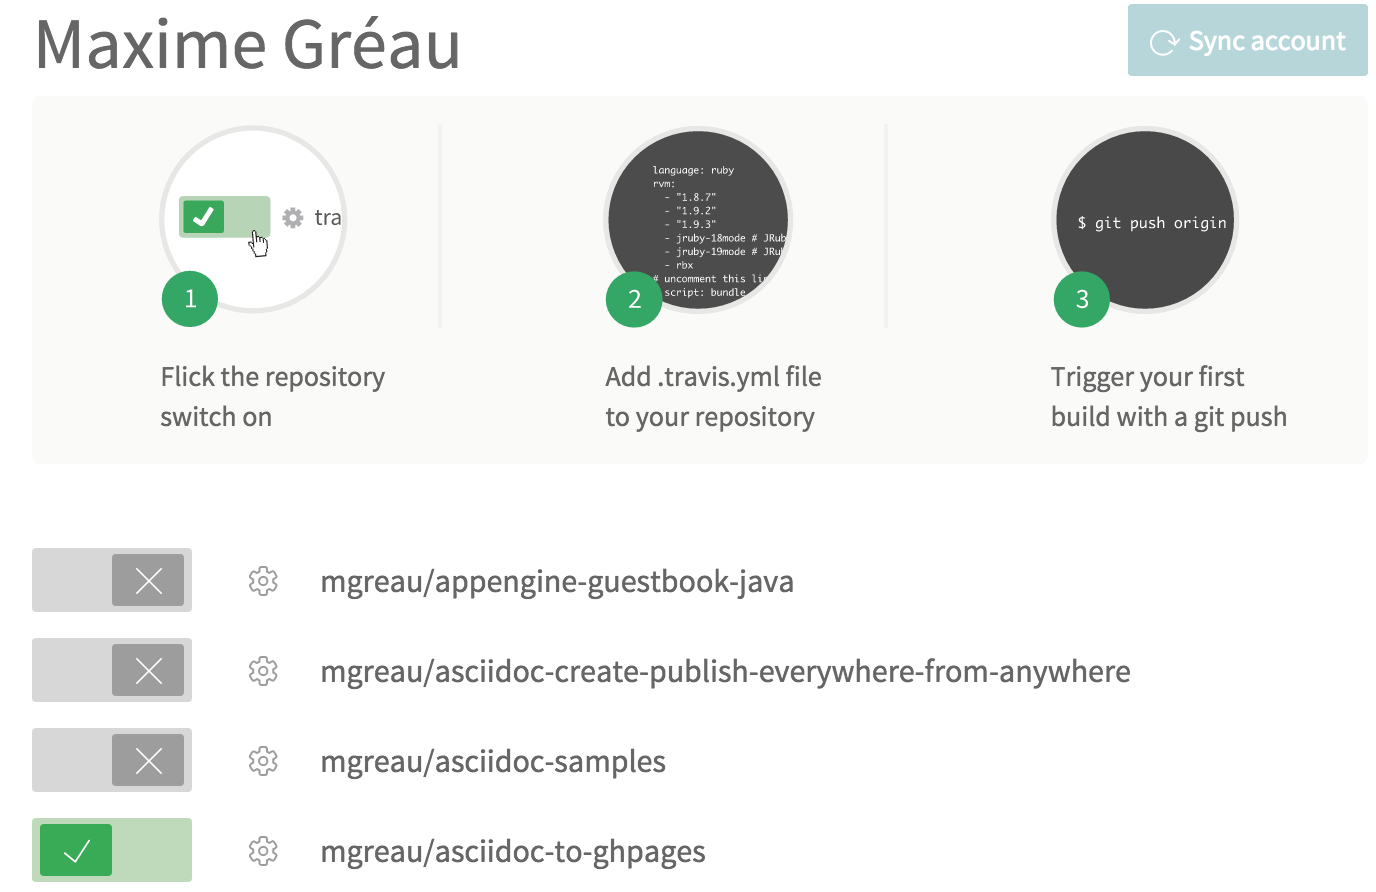 Maxime Gréau
Sync account
tra
1
language: ruby
rvm:
- "1.8.7"
- "1.9.2"
- "1.9.3"
- jruby-18mode # JRub
- jruby-19mode # JRub
- rbx
# uncomment this lin
script: bundle
2
$ git push origin
3
Flick the repository
switch on
Add .travis.yml file
to your repository
Trigger your first
build with a git push
mgreau/appengine-guestbook-java
mgreau/asciidoc-create-publish-everywhere-from-anywhere
mgreau/asciidoc-samples
mgreau/asciidoc-to-ghpages